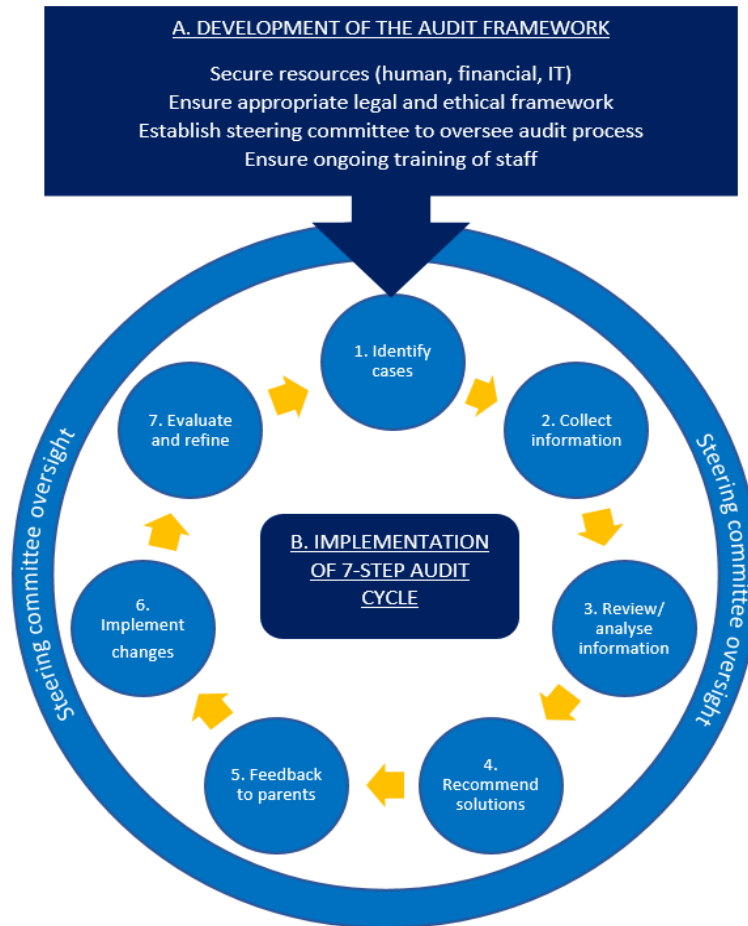 A. DEVELOPMENT OF THE AUDIT FRAMEWORK
Secure resources (human, financial, IT)
Ensure appropriate legal and ethical framework
Establish steering committee to oversee audit process
Ensure ongoing training of staff
1. Identify
cases
2. Collect
information
3. Review/
analyse
information
4.
Recommend
solutions
5. Feedback
to parents
6.
Implement
changes
7. Evaluate
and refine
B. IMPLEMENTATION
OF 7-STEP AUDIT
CYCLE
Steering committee oversight
Steering committee oversight